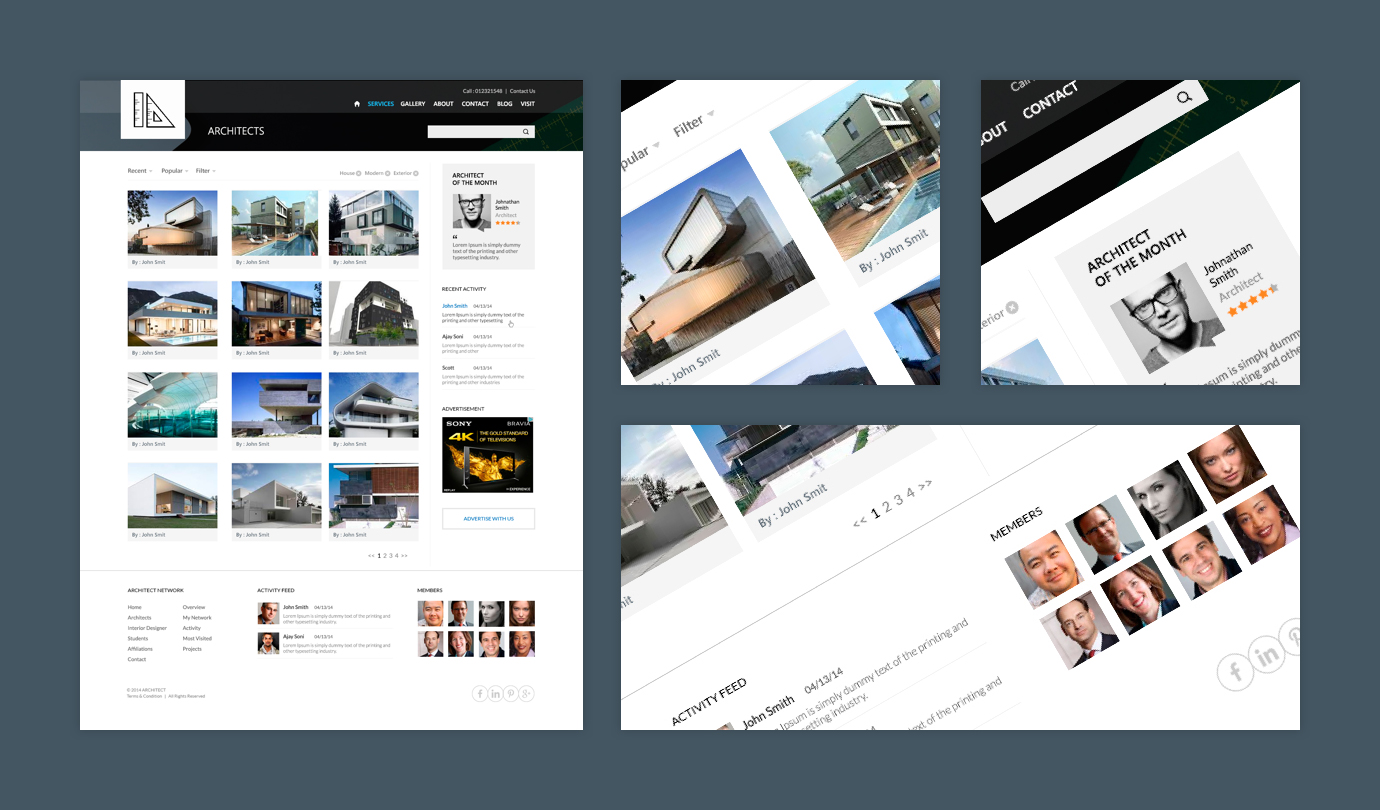 Call : 012321548 | Contact Us
SERVICES GALLERY ABOUT CONTACT BLOG VISIT
ARCHITECTS
Recent Popular Filter
House Modern Exterior
By : John Smit By : John Smit By : John Smit
By : John Smit By : John Smit By : John Smit
By : John Smit By : John Smit By : John Smit
By : John Smit By : John Smit By : John Smit
<< 1 2 3 4 >>
ARCHITECT
OF THE MONTH
Johnathan
Smith
Architect
“
Lorem ipsum is simply dummy
text of the printing and other
typesetting industry.
RECENT ACTIVITY
John Smith 04/13/14
Lorem Ipsum is simply dummy text of the
printing and other typesetting
Ajay Soni 04/13/14
Lorem Ipsum is simply dummy text of the
printing and other
Scott 04/13/14
Lorem Ipsum is simply dummy text of the
printing and other industries
ADVERTISEMENT
SONY BRAVIA
4K THE GOLD STANDARD
OF TELEVISIONS
REPLAY EXPERIENCE
ADVERTISE WITH US
ARCHITECT NETWORK
Home Overview
Architects My Network
Interior Designer Activity
Students Most Visited
Affiliations Projects
Contact
ACTIVITY FEED
John Smith 04/13/14
Lorem Ipsum is simply dummy text of the printing and
other typesetting industry.
Ajay Soni 04/13/14
Lorem Ipsum is simply dummy text of the printing and
other typesetting industry.
MEMBERS
© 2014 ARCHITECT
Terms & Condition | All Rights Reserved
f in g+
pular Filter
By : John Smit
By : John Smit
: John Smit
Call
BOUT CONTACT
ARCHITECT
OF THE MONTH
Johnathan
Smith
Architect
terior
sum is simply dumm
inting and othe
stry.
By : John Smit
mit
<< 1 2 3 4 >>
MEMBERS
ACTIVITY FEED
John Smith 04/13/14
Ipsum is simply dummy text of the printing and
setting industry.
14
text of the printing and
f in